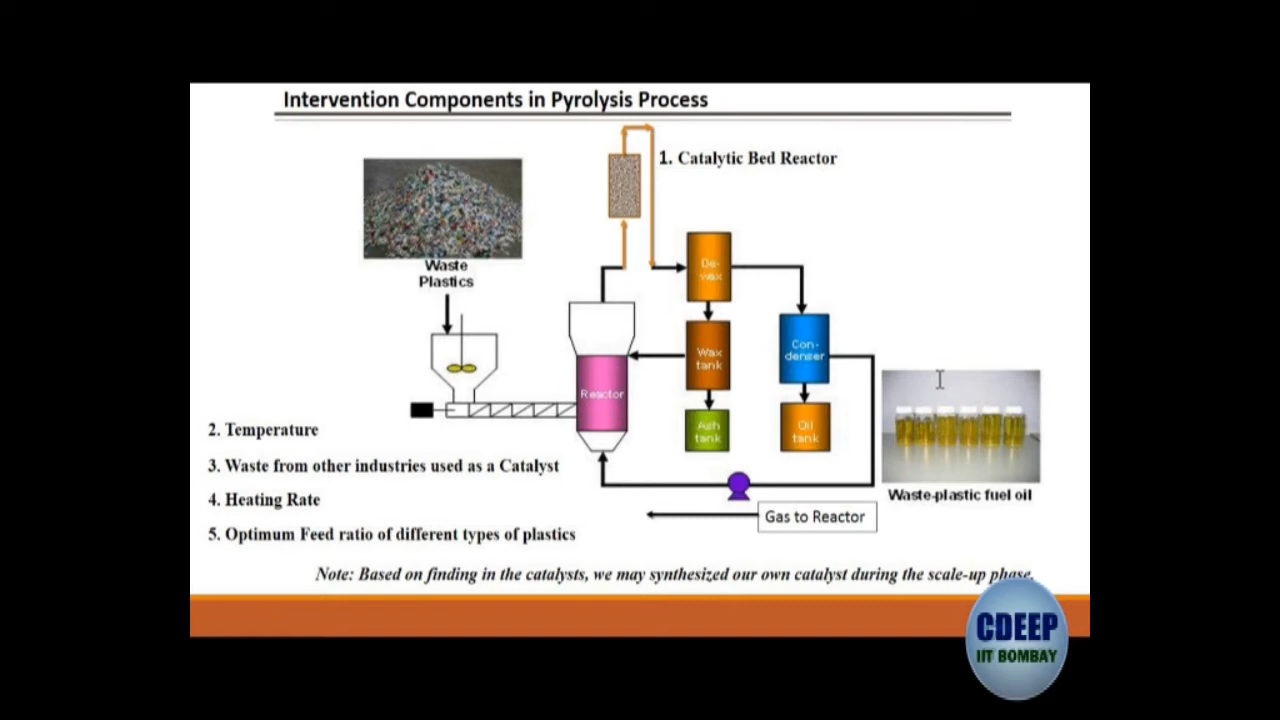 Intervention Components in Pyrolysis Process
1. Catalytic Bed Reactor
Waste
Plastics
De-
wax
Wax
tank
Con-
denser
Reactor
Ash
tank
Oil
tank
2. Temperature
3. Waste from other industries used as a Catalyst
4. Heating Rate
5. Optimum Feed ratio of different types of plastics
Waste-plastic fuel oil
Gas to Reactor
Note: Based on finding in the catalysts, we may synthesized our own catalyst during the scale-up phase.
CDEEP
IIT BOMBAY